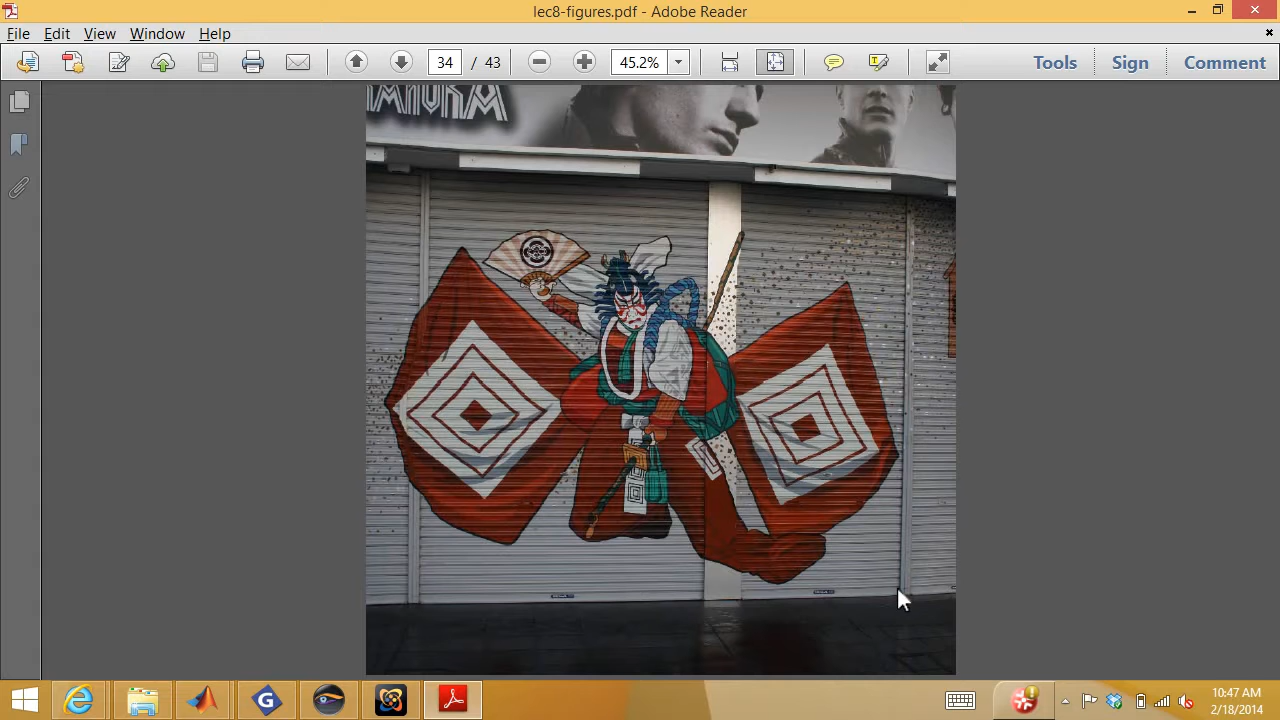 lec8-figures.pdf - Adobe Reader
File Edit View Window Help
34 / 43
45.2%
Tools Sign Comment
10:47 AM
2/18/2014